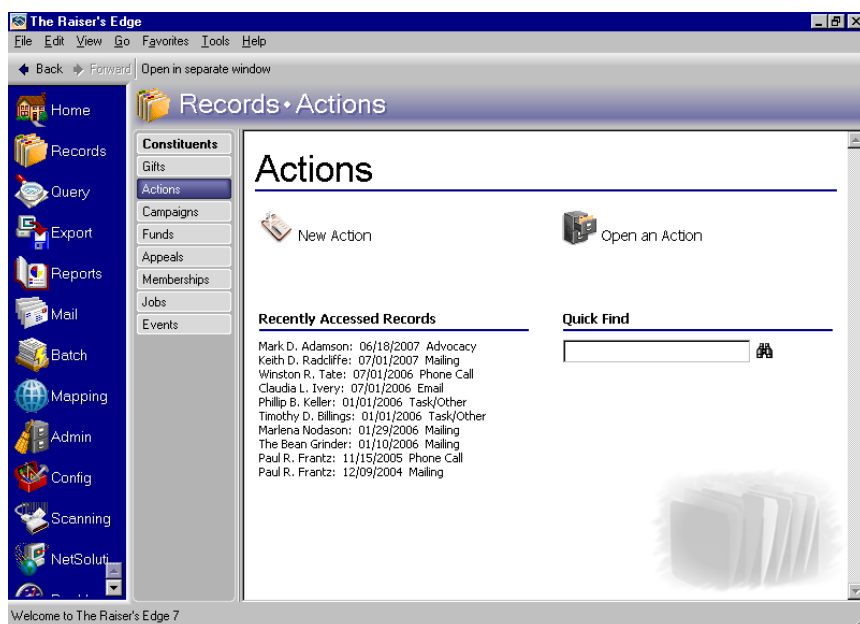 The Raiser's Edge
File Edit View Go Favorites Tools Help
Back Forward Open in separate window
Records • Actions
Home
Records
Query
Export
Reports
Mail
Batch
Mapping
Admin
Config
Scanning
NetSoluti
Constituents
Gifts
Actions
Campaigns
Funds
Appeals
Memberships
Jobs
Events
Actions
New Action
Open an Action
Recently Accessed Records
Mark D. Adamson: 06/18/2007 Advocacy
Keith D. Radcliffe: 07/01/2007 Mailing
Winston R. Tate: 07/01/2006 Phone Call
Claudia L. Ivery: 07/01/2006 Email
Phillip B. Keller: 01/01/2006 Task/Other
Timothy D. Billings: 01/01/2006 Task/Other
Marlena Nodason: 01/29/2006 Mailing
The Bean Grinder: 01/10/2006 Mailing
Paul R. Frantz: 11/15/2005 Phone Call
Paul R. Frantz: 12/09/2004 Mailing
Quick Find
Welcome to The Raiser's Edge 7